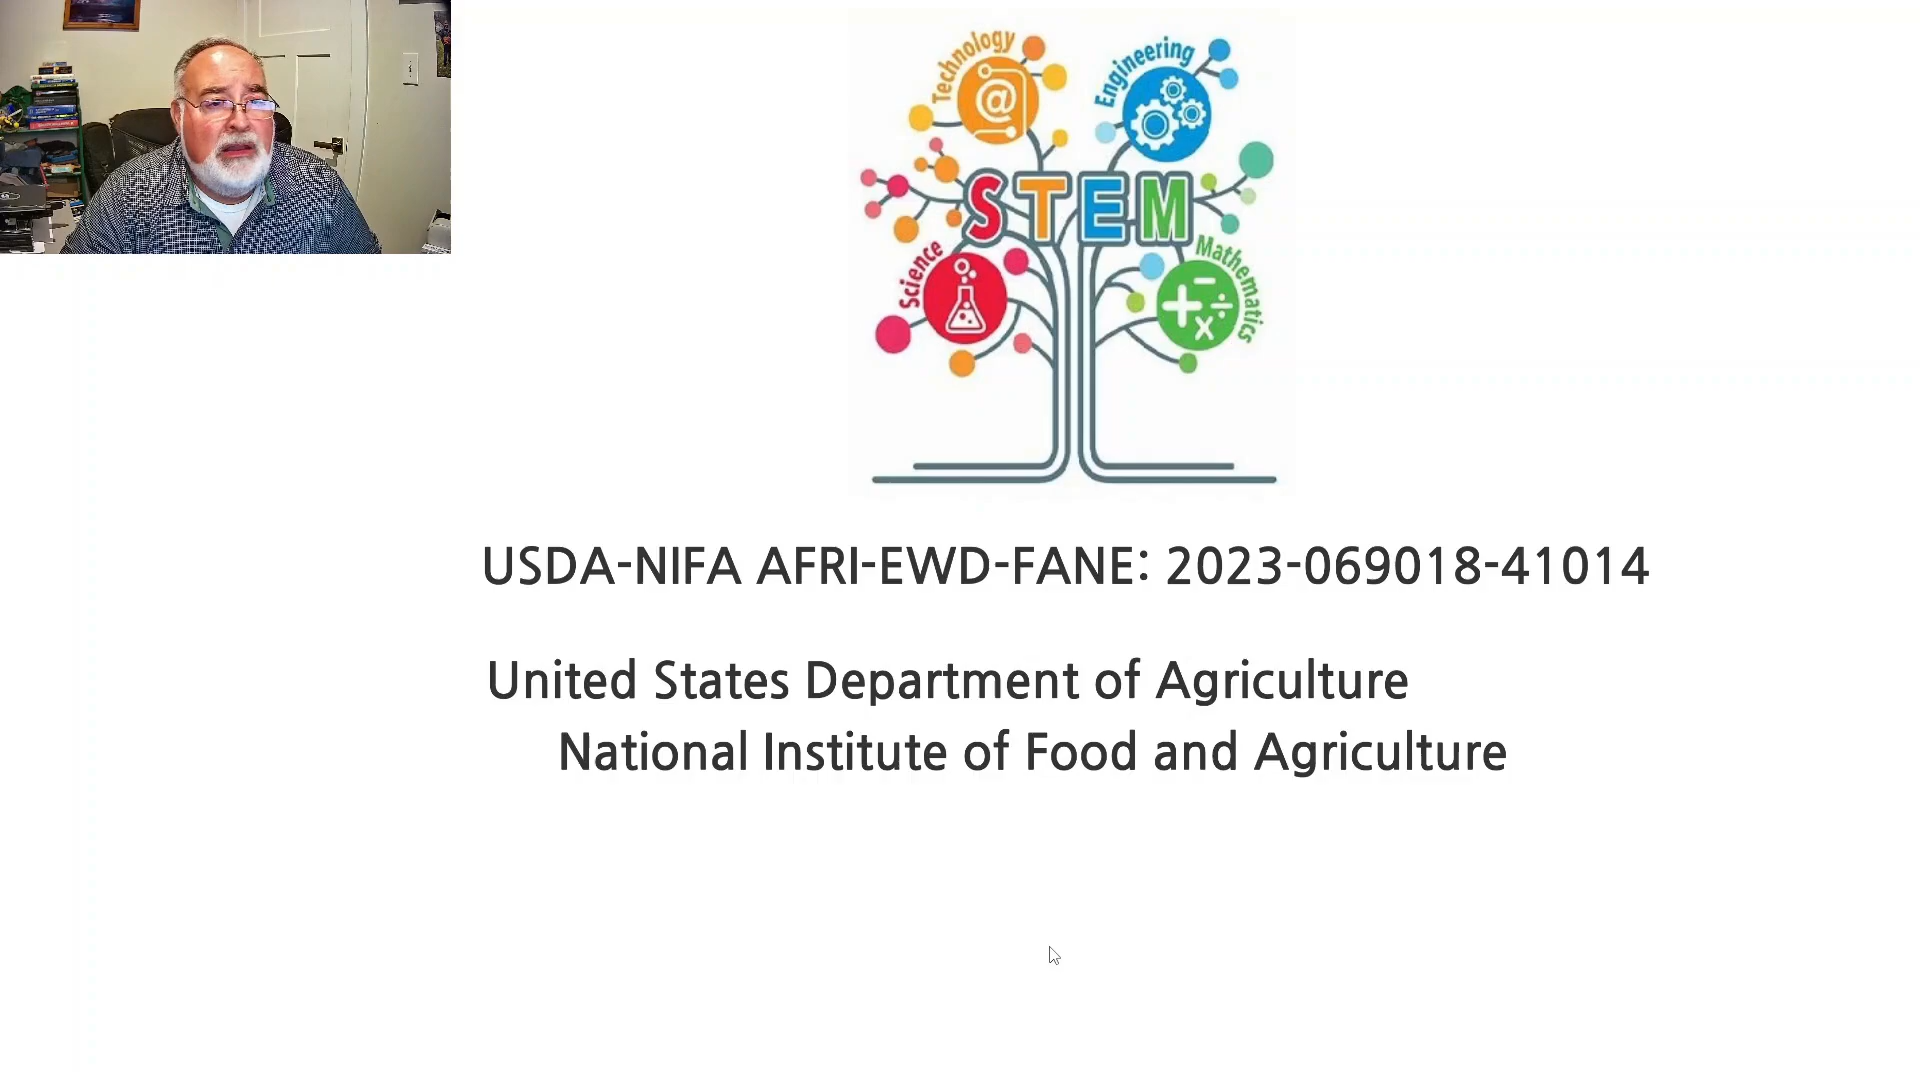 Technology
Engineering
STEM
Science
Mathematics
USDA-NIFA AFRI-EWD-FANE: 2023-069018-41014
United States Department of Agriculture
National Institute of Food and Agriculture